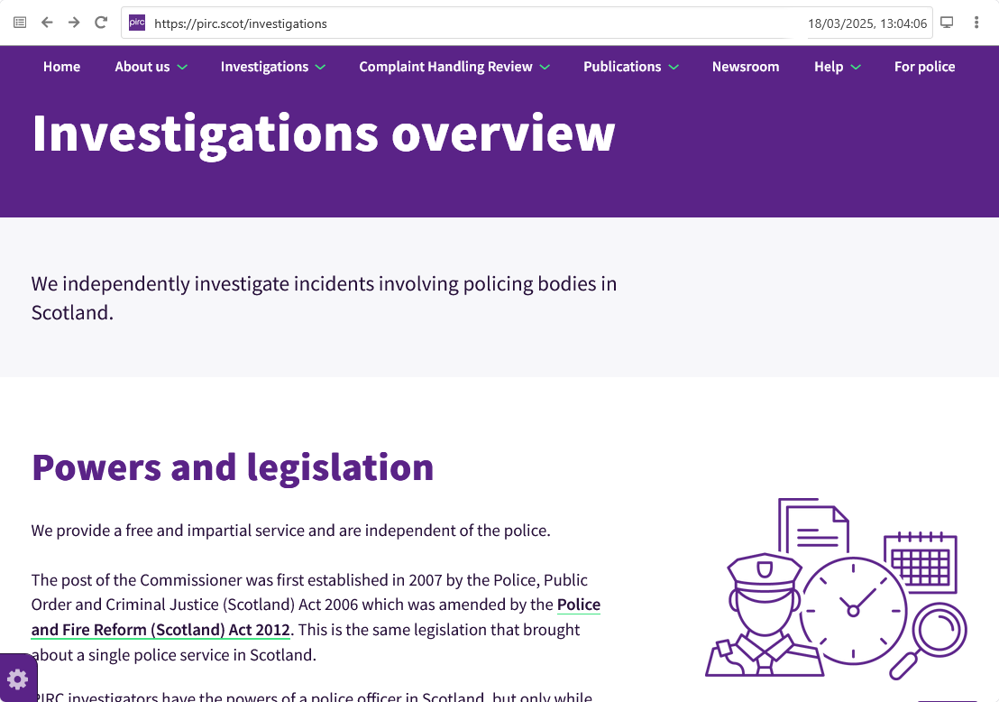 pirc
https://pirc.scot/investigations
18/03/2025, 13:04:06
Home
About us
Investigations
Complaint Handling Review
Publications
Newsroom
Help
For police
Investigations overview
We independently investigate incidents involving policing bodies in
Scotland.
Powers and legislation
We provide a free and impartial service and are independent of the police.
The post of the Commissioner was first established in 2007 by the Police, Public
Order and Criminal Justice (Scotland) Act 2006 which was amended by the Police
and Fire Reform (Scotland) Act 2012. This is the same legislation that brought
about a single police service in Scotland.
PIRC investigators have the powers of a police officer in Scotland, but only while